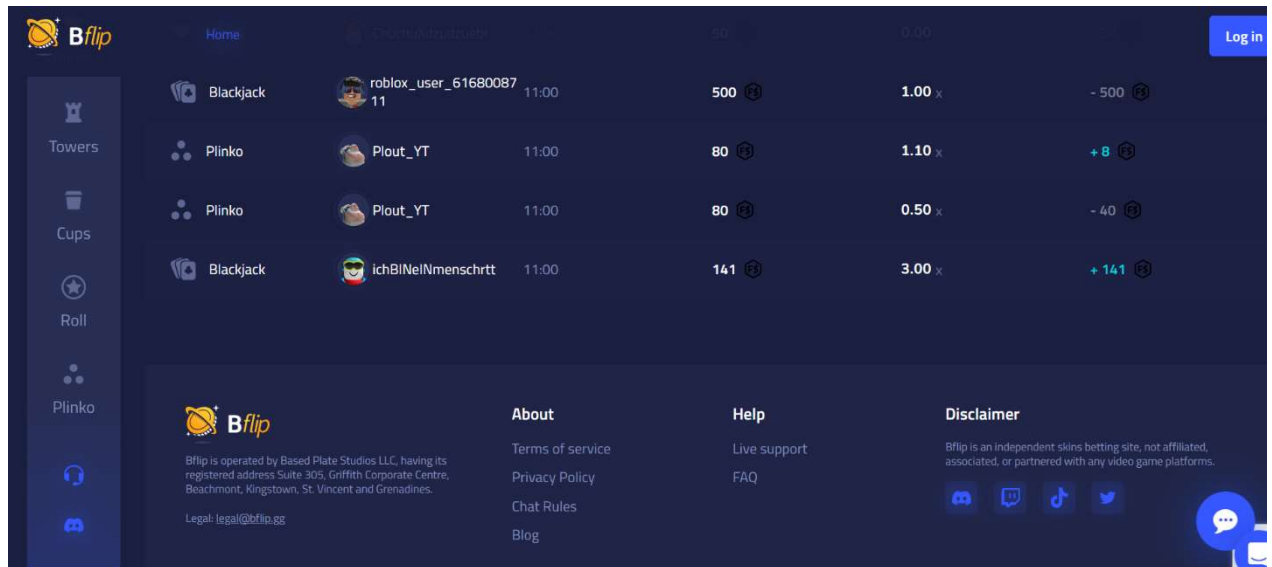 Bflip
Home
Log in
Towers
Cups
Roll
Plinko
Blackjack roblox_user_61680087 11:00 500 1.00 x - 500
11
Plinko Plout_YT 11:00 80 1.10 x + 8
Plinko Plout_YT 11:00 80 0.50 x - 40
Blackjack ichBINeINmenschrtt 11:00 141 3.00 x + 141
Bflip
Bflip is operated by Based Plate Studios LLC, having its
registered address Suite 305, Griffith Corporate Centre,
Beachmont, Kingstown, St. Vincent and Grenadines.
Legal: legal@bflip.gg
About
Terms of service
Privacy Policy
Chat Rules
Blog
Help
Live support
FAQ
Disclaimer
Bflip is an independent skins betting site, not affiliated,
associated, or partnered with any video game platforms.